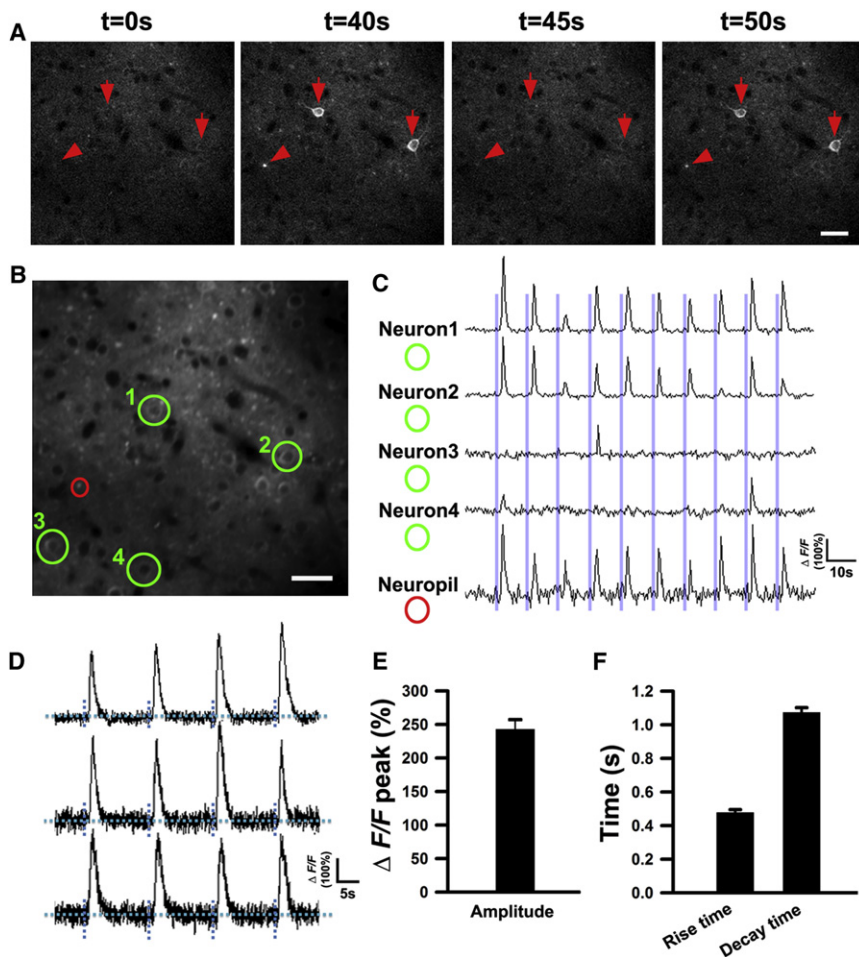 A
t=0s t=40s t=45s t=50s
B
1
2
3
4
C
Neuron1
Neuron2
Neuron3
Neuron4
Neuropil
Δ F/F
(100%)
10s
D
Δ F/F
(100%)
5s
E
Δ F/F peak (%)
300
250
200
150
100
50
0
Amplitude
F
Time (s)
1.2
1.0
0.8
0.6
0.4
0.2
0.0
Rise time
Decay time